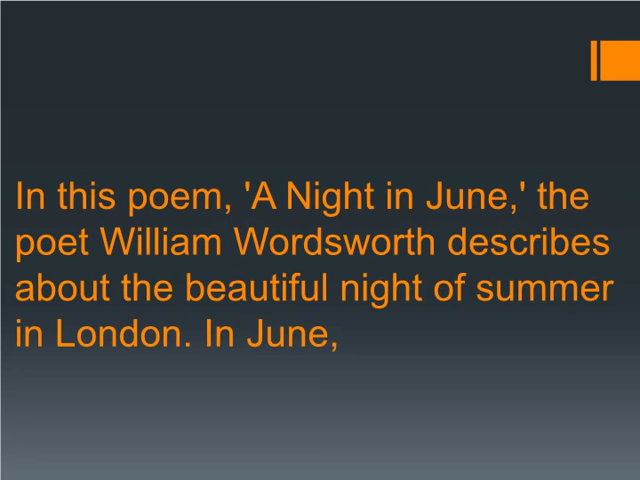 In this poem, 'A Night in June,' the
poet William Wordsworth describes
about the beautiful night of summer
in London. In June,